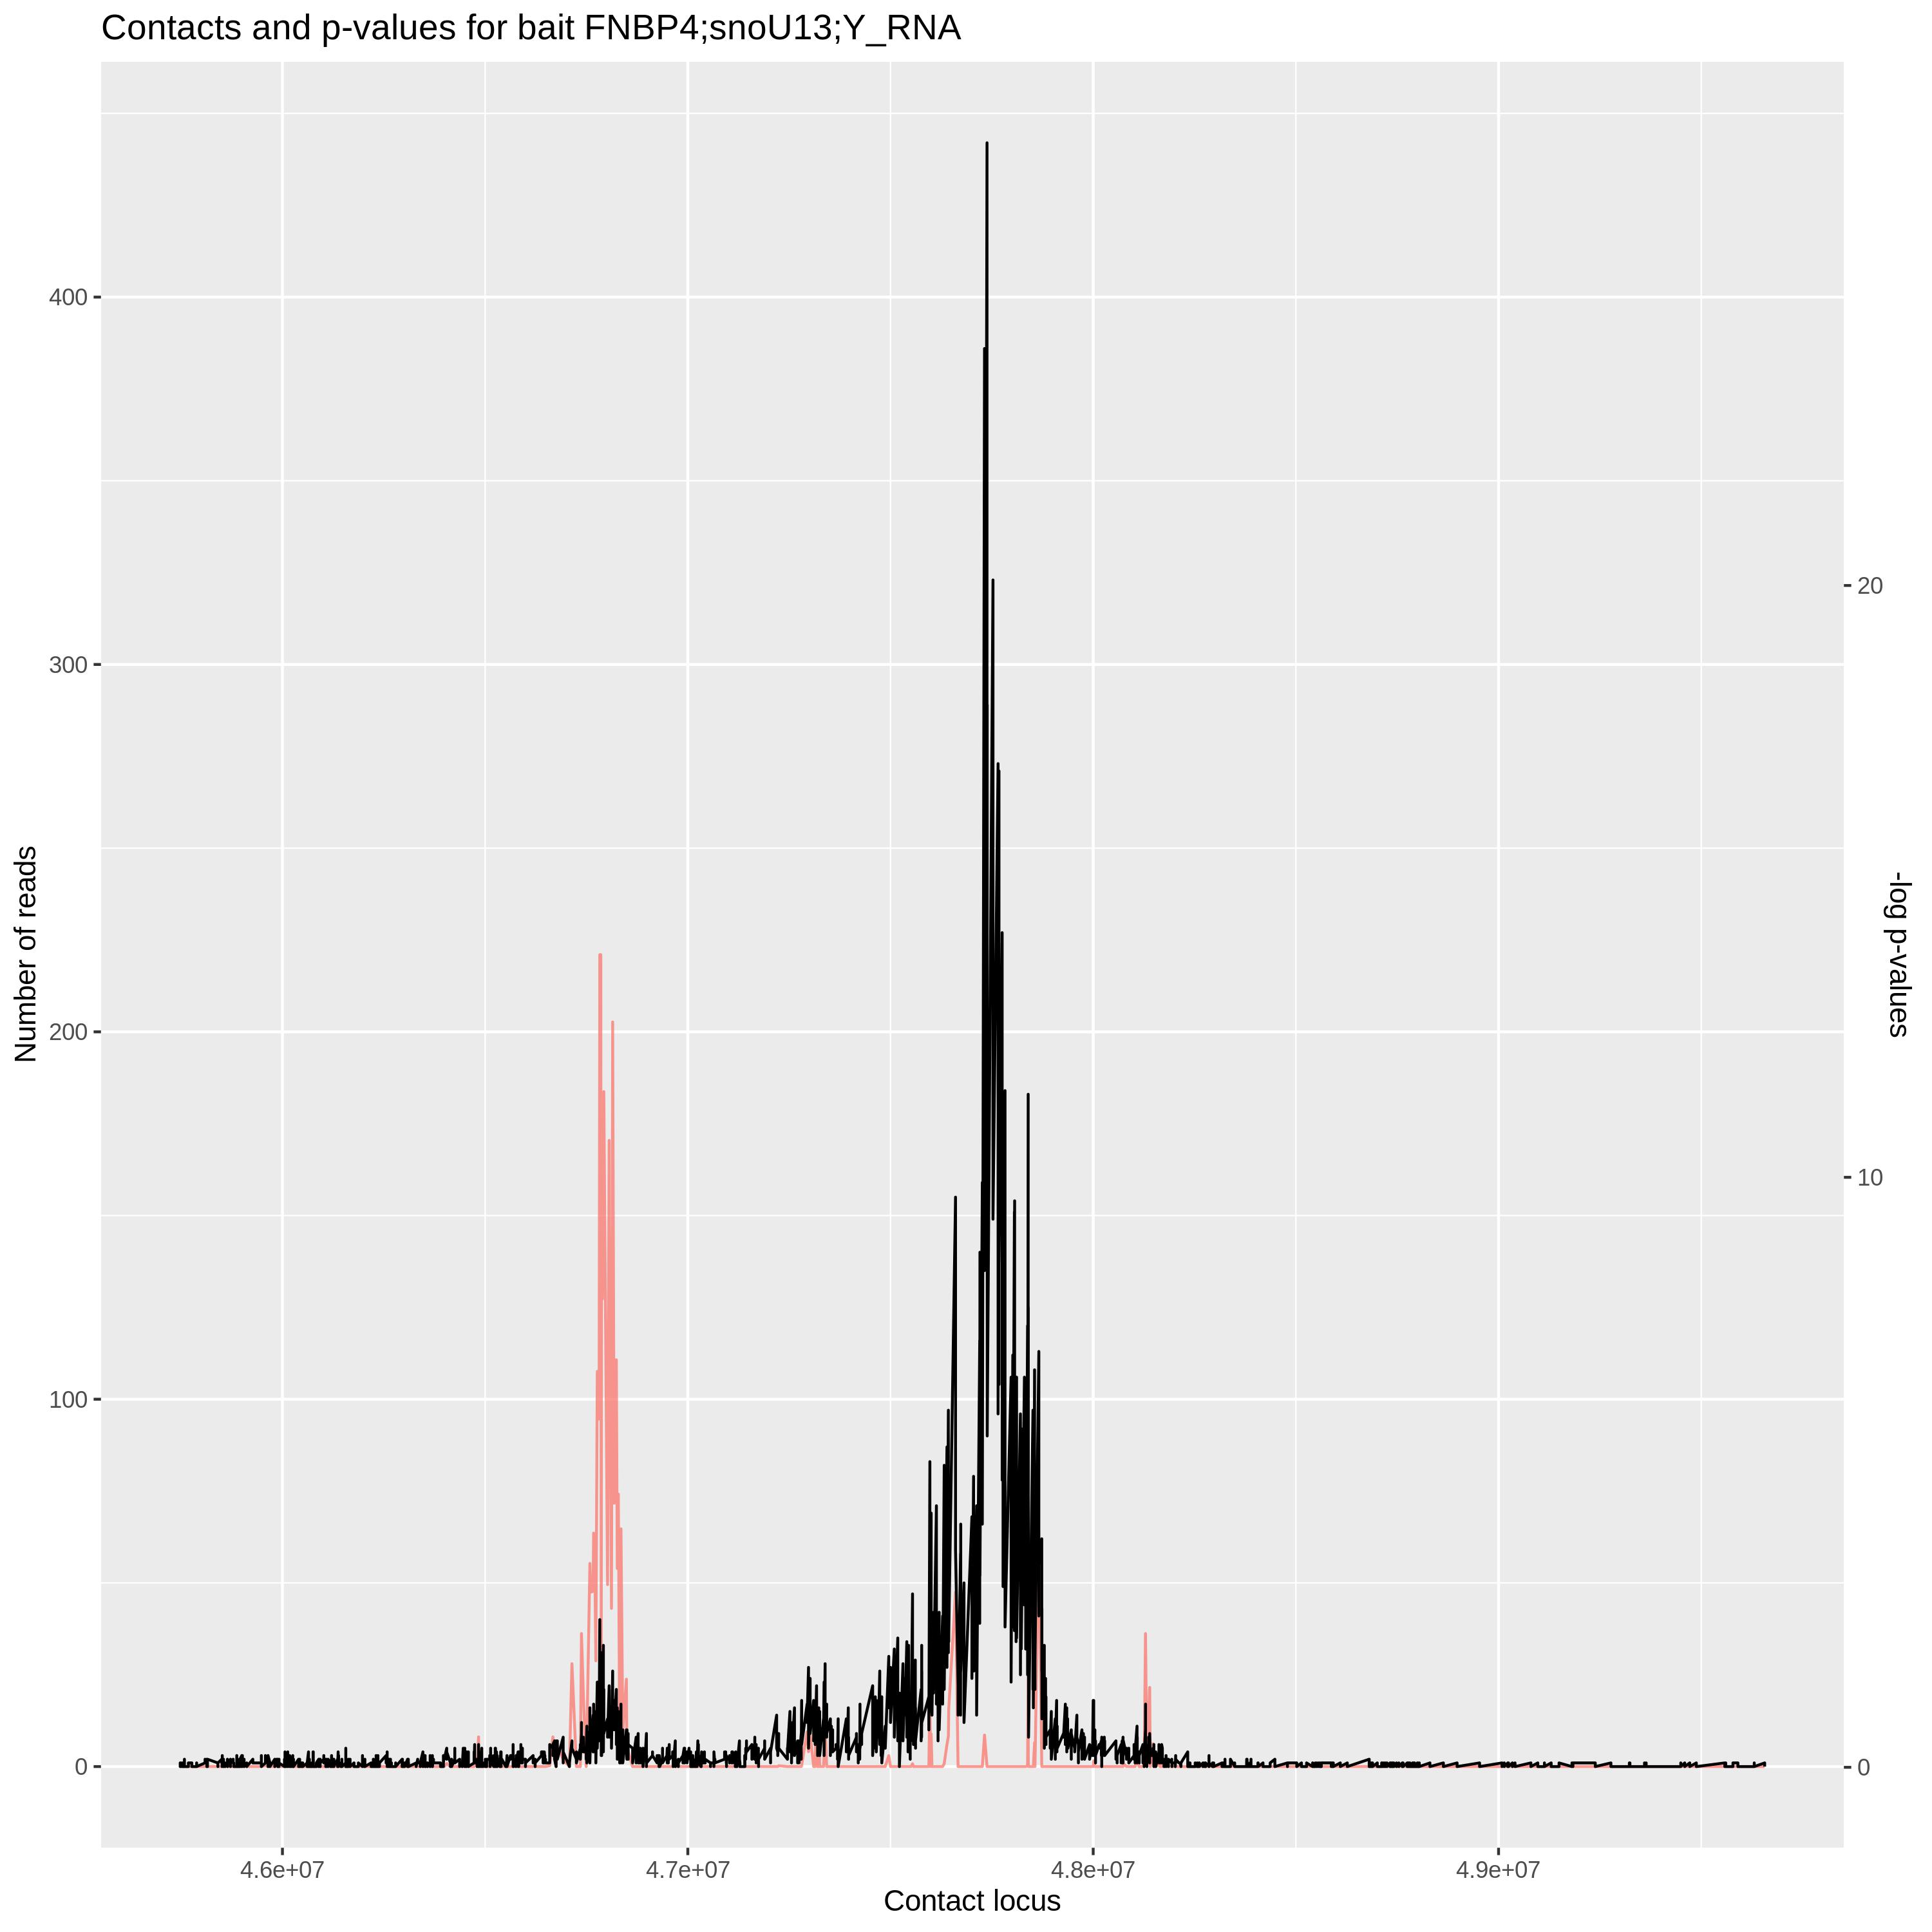 Contacts and p-values for bait FNBP4;snoU13;Y_RNA
400
300
200
100
0
Number of reads
20
10
0
-log p-values
4.6e+07
4.7e+07
4.8e+07
4.9e+07
Contact locus